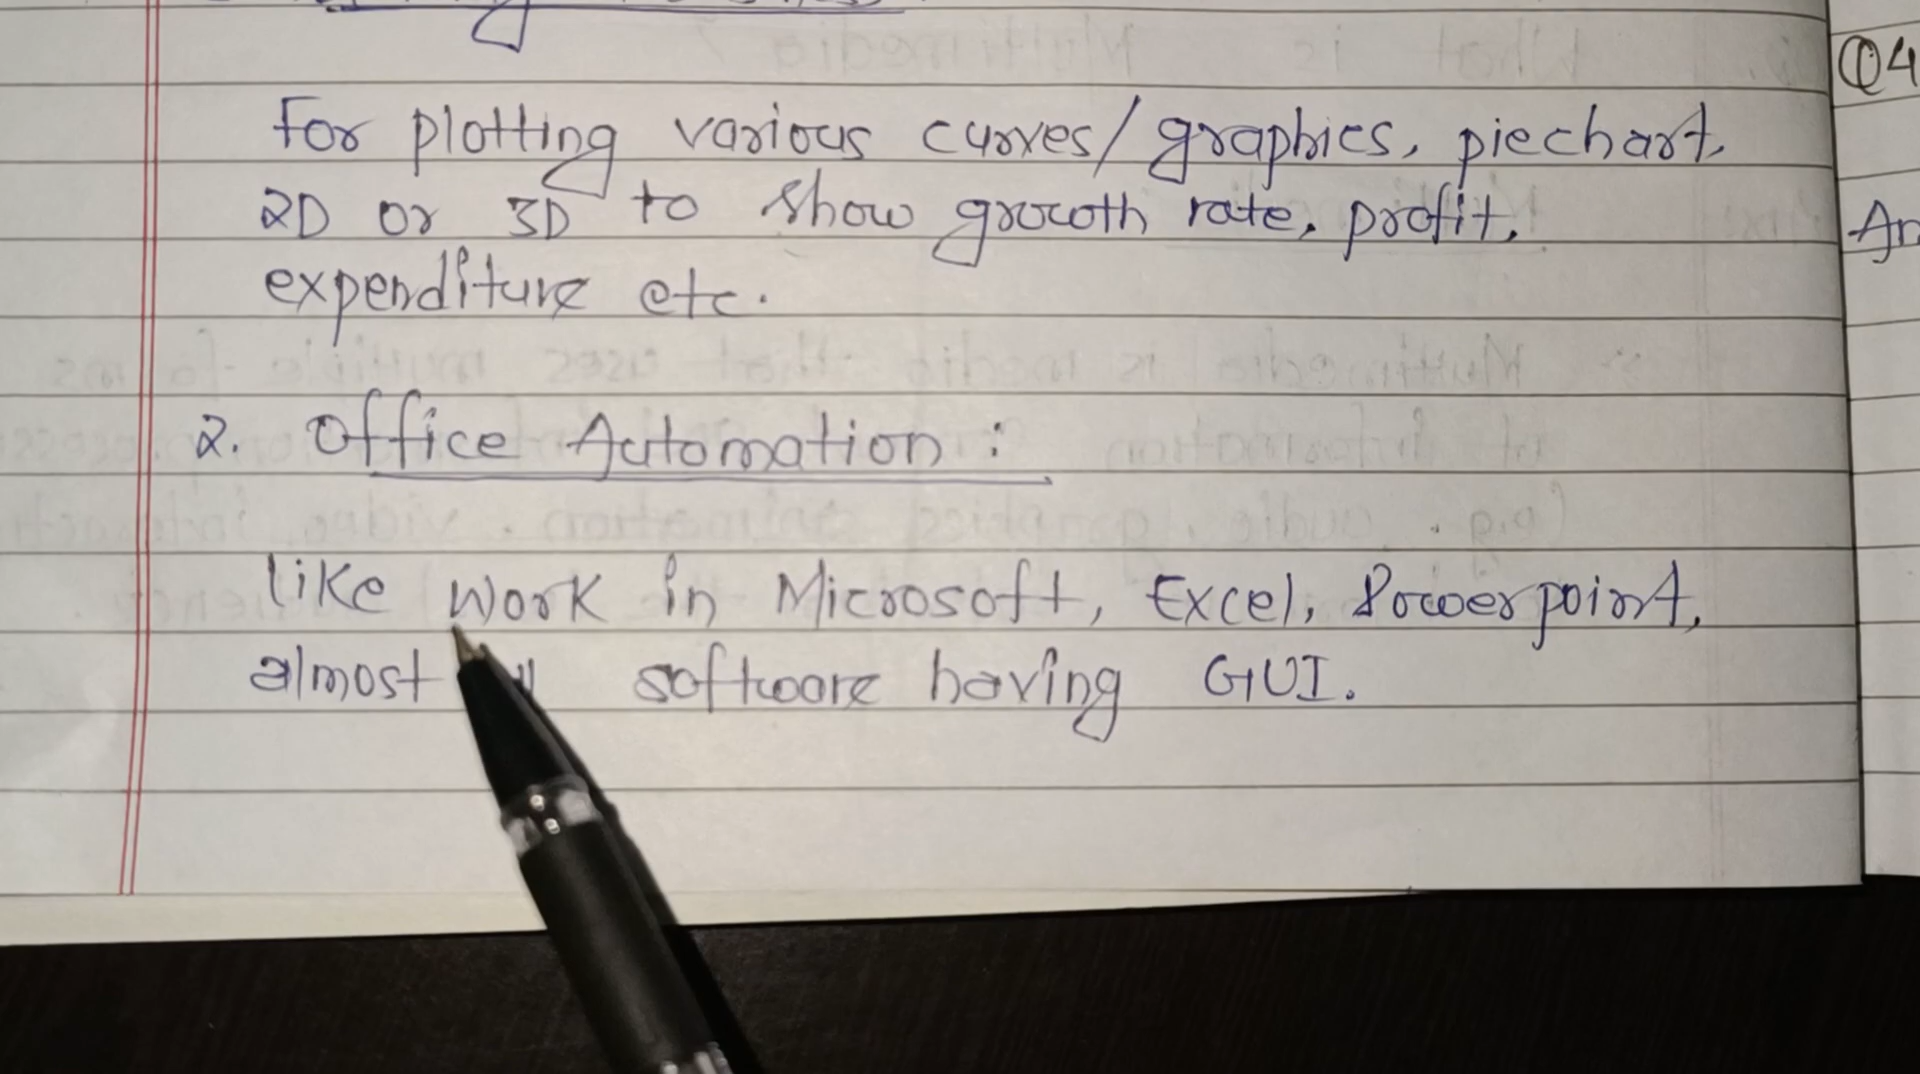 For plotting various curves/graphics, piechart,
2D or 3D to show growth rate, profit,
expenditure etc.
2. Office Automation :
like work in Microsoft, Excel, Powerpoint,
almost software having GUI.
Q4
An